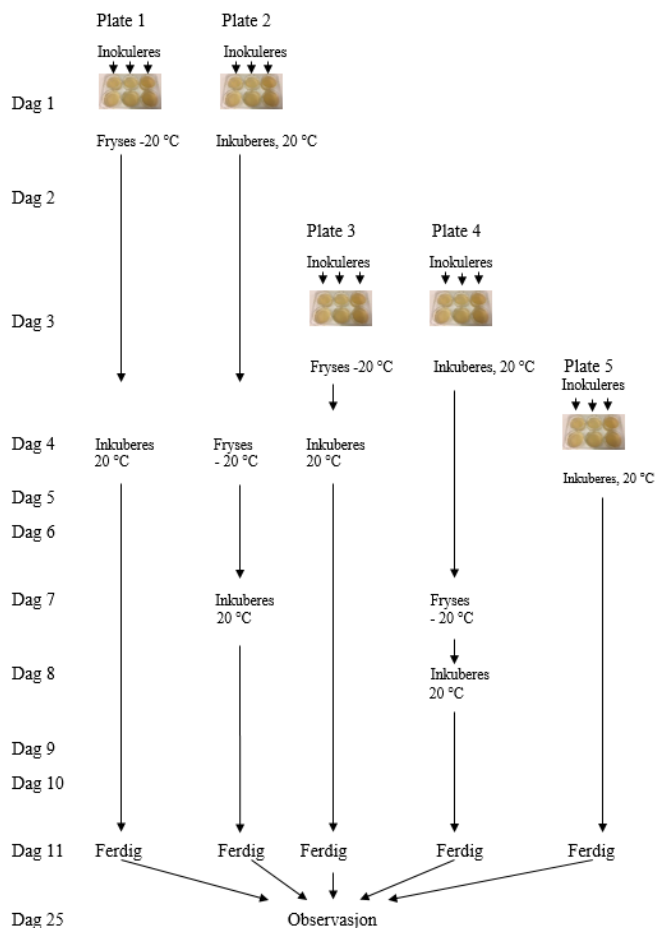 Plate 1
Plate 2
Inokuleres
Inokuleres
Dag 1
Fryses -20 °C
Inkuberes, 20 °C
Dag 2
Plate 3
Plate 4
Inokuleres
Inokuleres
Dag 3
Fryses -20 °C
Inkuberes, 20 °C
Plate 5
Inokuleres
Dag 4
Inkuberes
20 °C
Fryses
- 20 °C
Inkuberes
20 °C
Inkuberes, 20 °C
Dag 5
Dag 6
Dag 7
Inkuberes
20 °C
Fryses
- 20 °C
Dag 8
Inkuberes
20 °C
Dag 9
Dag 10
Dag 11
Ferdig
Ferdig
Ferdig
Ferdig
Ferdig
Dag 25
Observasjon